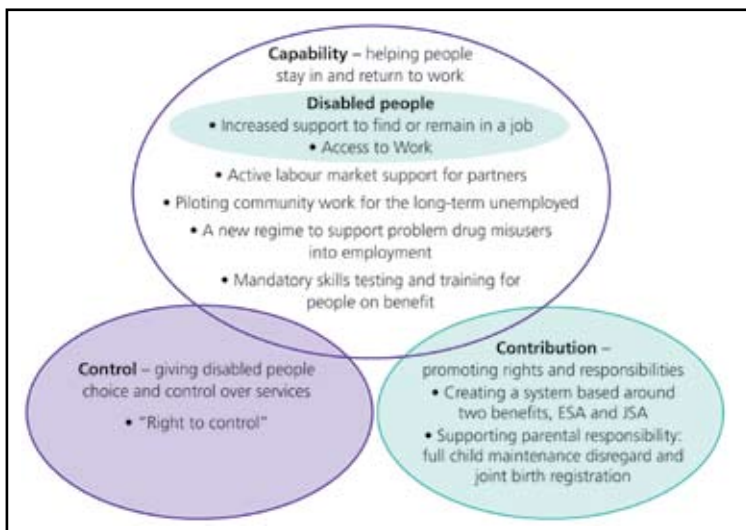 Capability – helping people
stay in and return to work
Disabled people
• Increased support to find or remain in a job
• Access to Work
• Active labour market support for partners
• Piloting community work for the long-term unemployed
• A new regime to support problem drug misusers
into employment
• Mandatory skills testing and training for
people on benefit
Control – giving disabled people
choice and control over services
• "Right to control"
Contribution –
promoting rights and responsibilities
• Creating a system based around
two benefits, ESA and JSA
• Supporting parental responsibility:
full child maintenance disregard and
joint birth registration